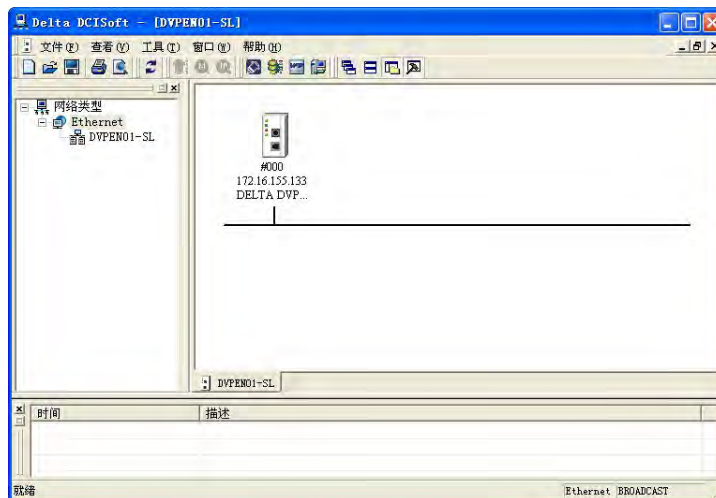 Delta DCISoft - [DVPEN01-SL]
文件(F) 查看(V) 工具(T) 窗口(W) 帮助(H)
网络类型
Ethernet
DVPEN01-SL
#000
172.16.155.133
DELTA DVP...
DVPEN01-SL
时间 描述
就绪 Ethernet BROADCAST